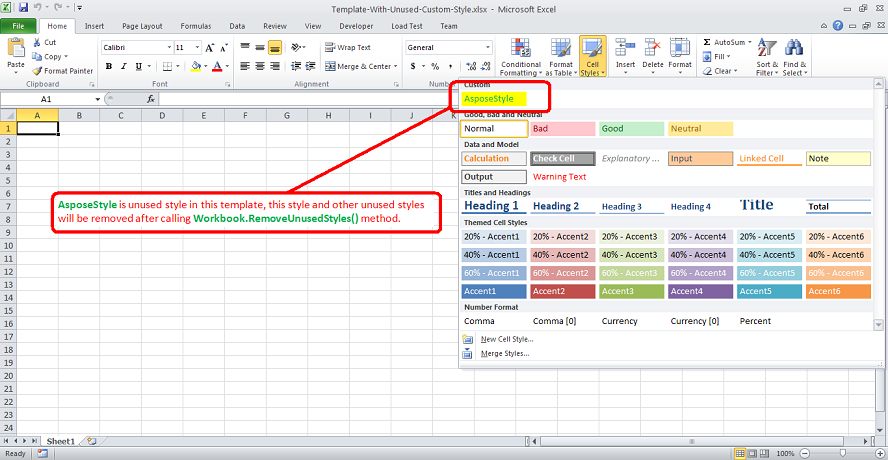 Template-With-Unused-Custom-Style.xlsx - Microsoft Excel
File Home Insert Page Layout Formulas Data Review View Developer Load Test Team
Paste
Cut
Copy
Format Painter
Clipboard
Calibri 11
B I U
Font
Wrap Text
Merge & Center
Alignment
General
$ % ,
Number
Conditional Formatting
Format as Table
Cell Styles
Insert Delete Format
AutoSum
Fill
Clear
Sort & Filter
Find & Select
A1
fx
A B C D E F G H I J K
1
2
3
4
5
6
7
8
9
10
11
12
13
14
15
16
17
18
19
20
21
22
23
24
Custom
AsposeStyle
Good, Bad and Neutral
Normal Bad Good Neutral
Data and Model
Calculation Check Cell Explanatory ... Input Linked Cell Note
Output Warning Text
Titles and Headings
Heading 1 Heading 2 Heading 3 Heading 4 Title Total
Themed Cell Styles
20% - Accent1 20% - Accent2 20% - Accent3 20% - Accent4 20% - Accent5 20% - Accent6
40% - Accent1 40% - Accent2 40% - Accent3 40% - Accent4 40% - Accent5 40% - Accent6
60% - Accent1 60% - Accent2 60% - Accent3 60% - Accent4 60% - Accent5 60% - Accent6
Accent1 Accent2 Accent3 Accent4 Accent5 Accent6
Number Format
Comma Comma [0] Currency Currency [0] Percent
New Cell Style...
Merge Styles...
AsposeStyle is unused style in this template, this style and other unused styles
will be removed after calling Workbook.RemoveUnusedStyles() method.
Sheet1
Ready
100%